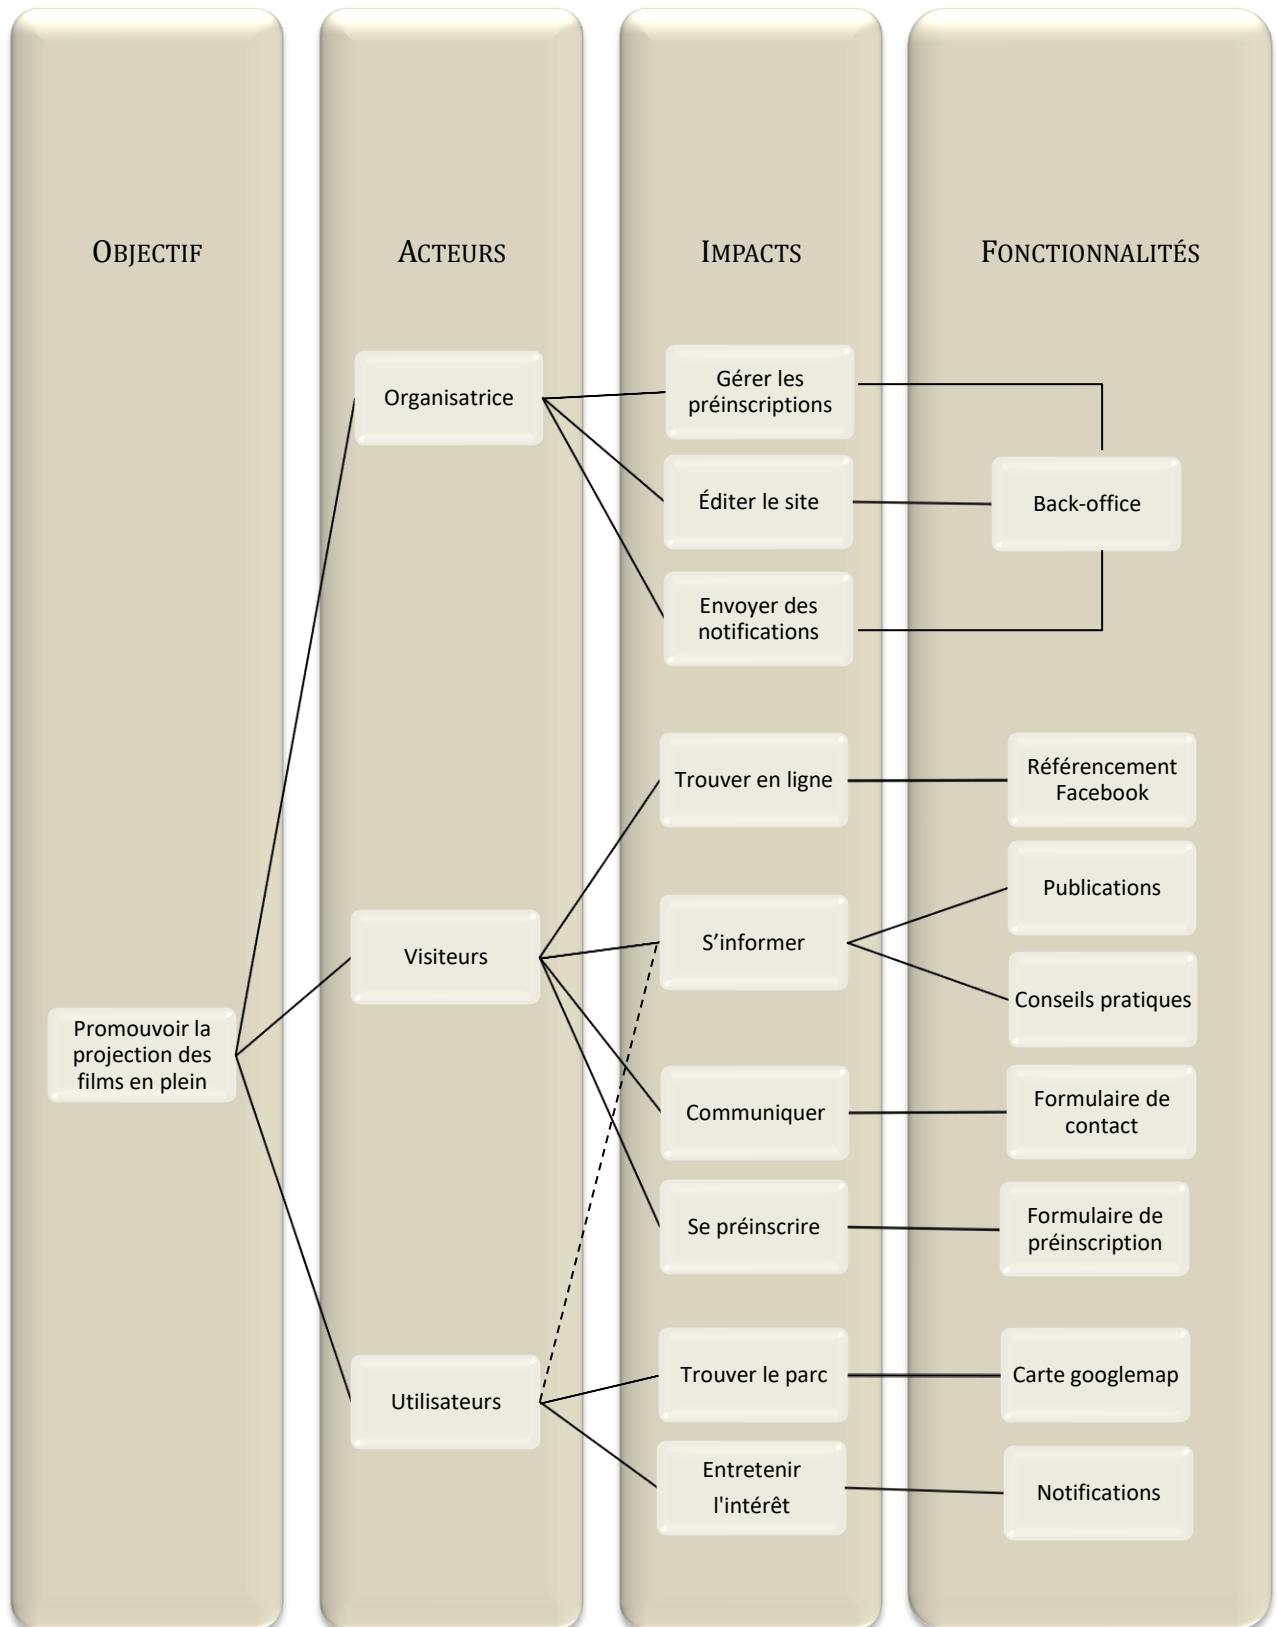 OBJECTIF
ACTEURS
IMPACTS
FONCTIONNALITÉS
Organisatrice
Gérer les
préinscriptions
Éditer le site
Back-office
Envoyer des
notifications
Trouver en ligne
Référencement
Facebook
Publications
Visiteurs
S'informer
Conseils pratiques
Promouvoir la
projection des
films en plein
Communiquer
Formulaire de
contact
Se préinscrire
Formulaire de
préinscription
Utilisateurs
Trouver le parc
Carte googlemap
Entretenir
l'intérêt
Notifications